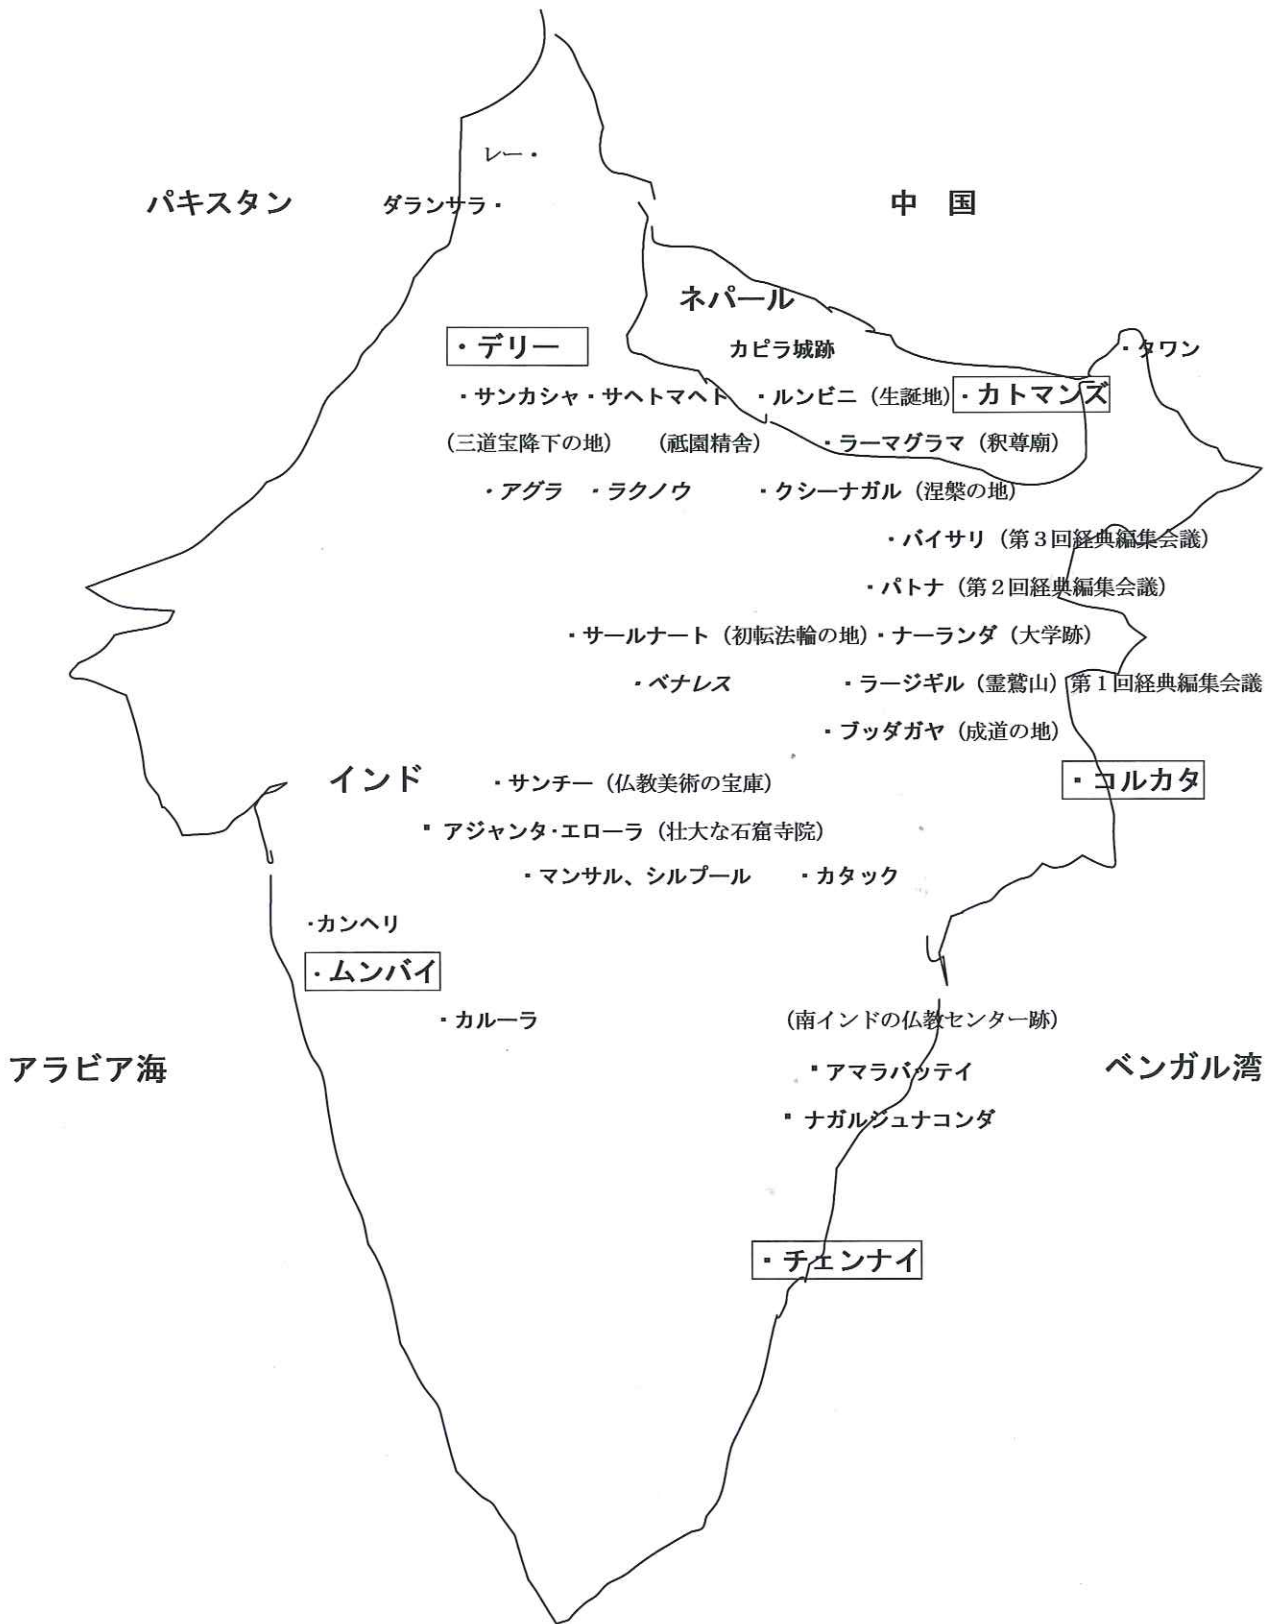 レー・
パキスタン　ダランサラ・　中　国
ネパール
・デリー　カピラ城跡　・タワン
・サンカシャ・サヘトマヘト　・ルンビニ（生誕地）・カトマンズ
（三道宝降下の地）　（祗園精舎）　・ラーマグラマ（釈尊廟）
・アグラ　・ラクノウ　・クシーナガル（涅槃の地）
・バイサリ（第３回経典編集会議）
・パトナ（第２回経典編集会議）
・サールナート（初転法輪の地）・ナーランダ（大学跡）
・ベナレス　・ラージギル（霊鷲山）第１回経典編集会議
・ブッダガヤ（成道の地）
インド　・サンチー（仏教美術の宝庫）　・コルカタ
・アジャンタ・エローラ（壮大な石窟寺院）
・マンサル、シルプール　・カタック
・カンヘリ
・ムンバイ
・カルーラ　（南インドの仏教センター跡）
アラビア海　・アマラバッテイ　ベンガル湾
・ナガルジュナコンダ
・チェンナイ